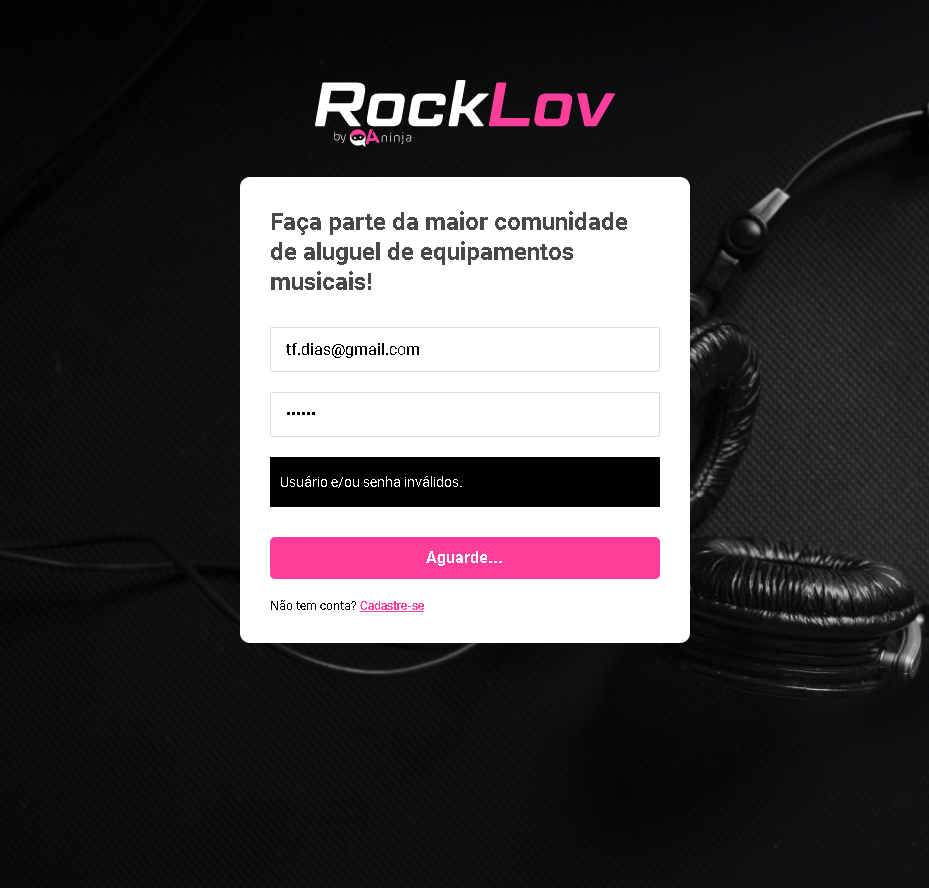 RockLov
by QAninja
Faça parte da maior comunidade
de aluguel de equipamentos
musicais!
tf.dias@gmail.com
••••••
Usuário e/ou senha inválidos.
Aguarde...
Não tem conta? Cadastre-se